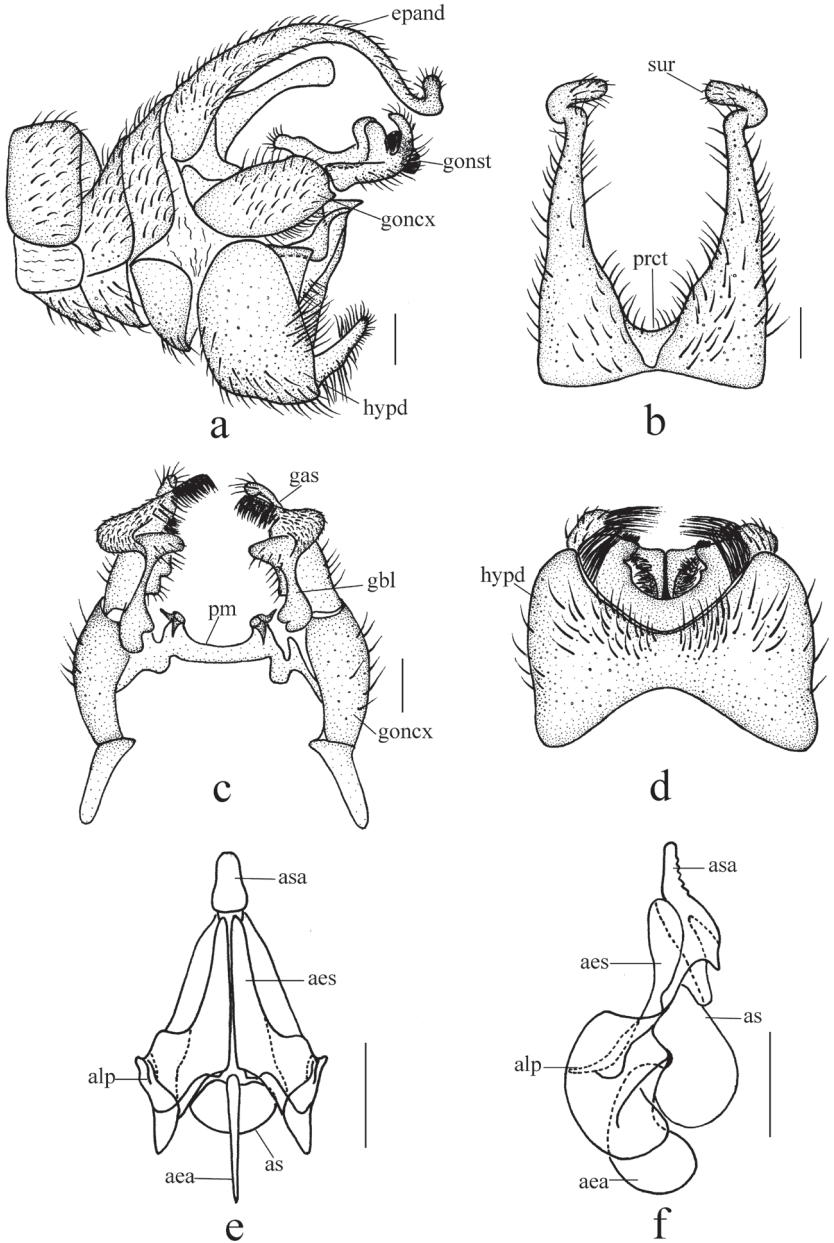 epand
gonst
goncx
hypd
a
sur
prct
b
gas
gbl
pm
goncx
c
hypd
d
asa
aes
alp
as
aea
e
asa
aes
as
alp
aea
f